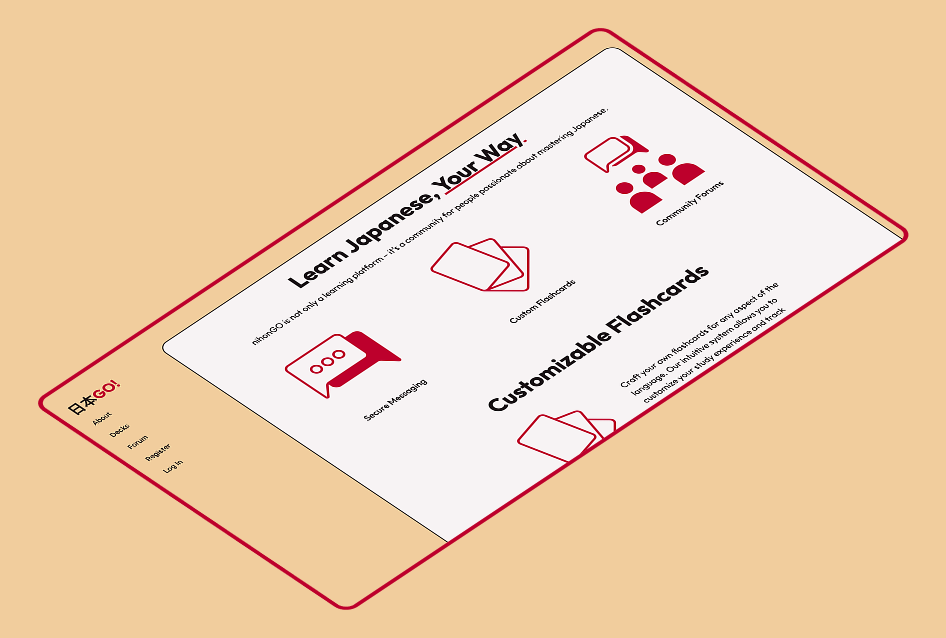 日本GO!
About
Decks
Forum
Register
Log In
Learn Japanese, Your Way.
nihonGO is not only a learning platform – it's a community for people passionate about mastering Japanese.
Secure Messaging
Custom Flashcards
Community Forums
Customizable Flashcards
Craft your own flashcards for any aspect of the
language. Our intuitive system allows you to
customize your study experience and track